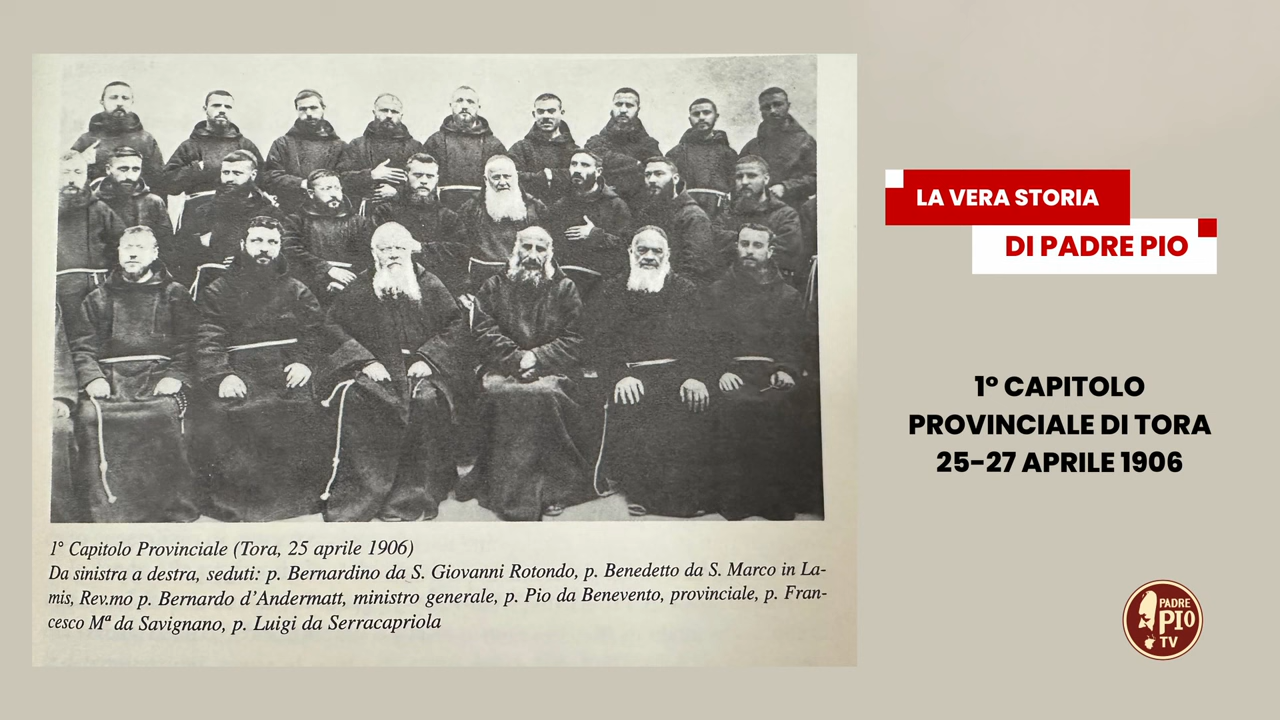 LA VERA STORIA
DI PADRE PIO
1° CAPITOLO
PROVINCIALE DI TORA
25-27 APRILE 1906
1° Capitolo Provinciale (Tora, 25 aprile 1906)
Da sinistra a destra, seduti: p. Bernardino da S. Giovanni Rotondo, p. Benedetto da S. Marco in La-
mis, Rev.mo p. Bernardo d'Andermatt, ministro generale, p. Pio da Benevento, provinciale, p. Fran-
cesco Mª da Savignano, p. Luigi da Serracapriola
PADRE
PIO
TV